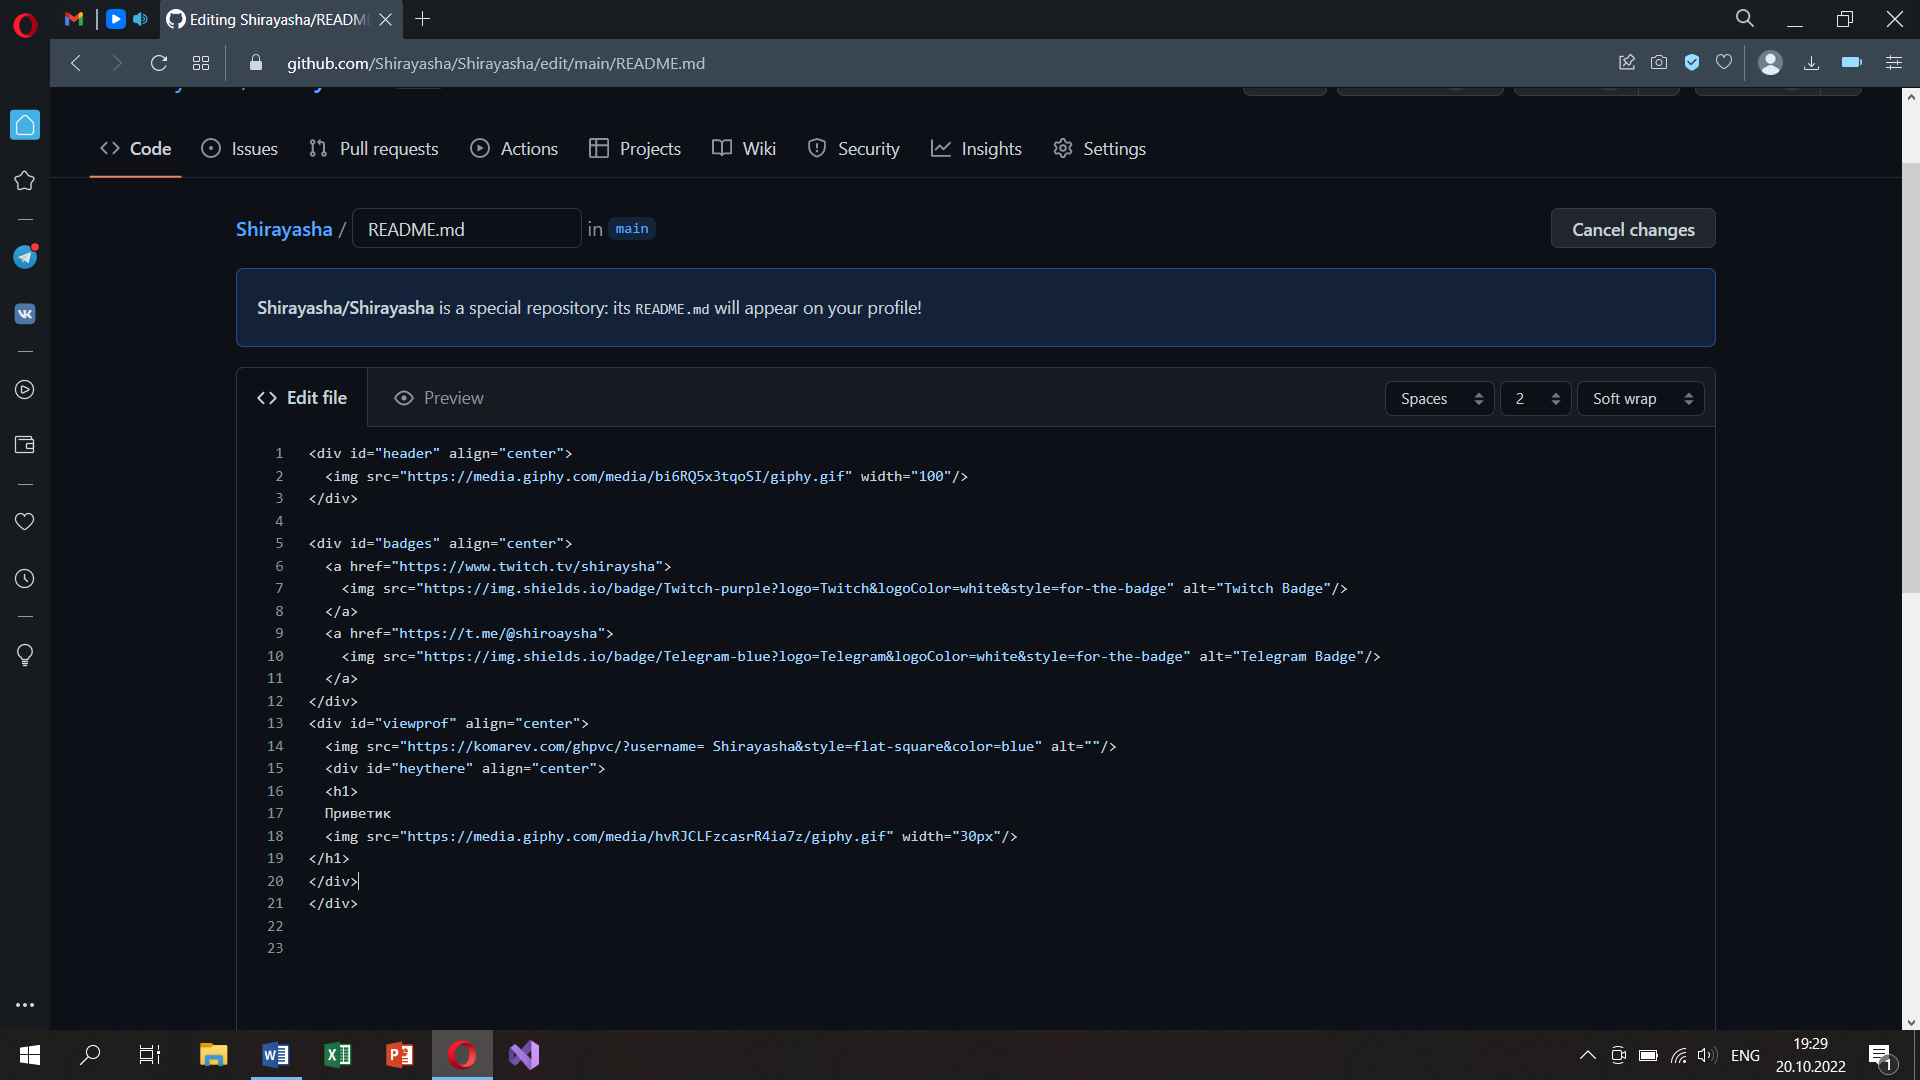 Editing Shirayasha/README
github.com/Shirayasha/Shirayasha/edit/main/README.md
Code
Issues
Pull requests
Actions
Projects
Wiki
Security
Insights
Settings
Shirayasha / README.md in main
Cancel changes
Shirayasha/Shirayasha is a special repository: its README.md will appear on your profile!
Edit file
Preview
Spaces
2
Soft wrap
1 <div id="header" align="center">
2 <img src="https://media.giphy.com/media/bi6RQ5x3tqoSI/giphy.gif" width="100"/>
3 </div>
4
5 <div id="badges" align="center">
6 <a href="https://www.twitch.tv/shiraysha">
7 <img src="https://img.shields.io/badge/Twitch-purple?logo=Twitch&logoColor=white&style=for-the-badge" alt="Twitch Badge"/>
8 </a>
9 <a href="https://t.me/@shiroaysha">
10 <img src="https://img.shields.io/badge/Telegram-blue?logo=Telegram&logoColor=white&style=for-the-badge" alt="Telegram Badge"/>
11 </a>
12 </div>
13 <div id="viewprof" align="center">
14 <img src="https://komarev.com/ghpvc/?username= Shirayasha&style=flat-square&color=blue" alt=""/>
15 <div id="heythere" align="center">
16 <h1>
17 Приветик
18 <img src="https://media.giphy.com/media/hvRJCLFzcasrR4ia7z/giphy.gif" width="30px"/>
19 </h1>
20 </div>
21 </div>
22
23
ENG
19:29
20.10.2022
1